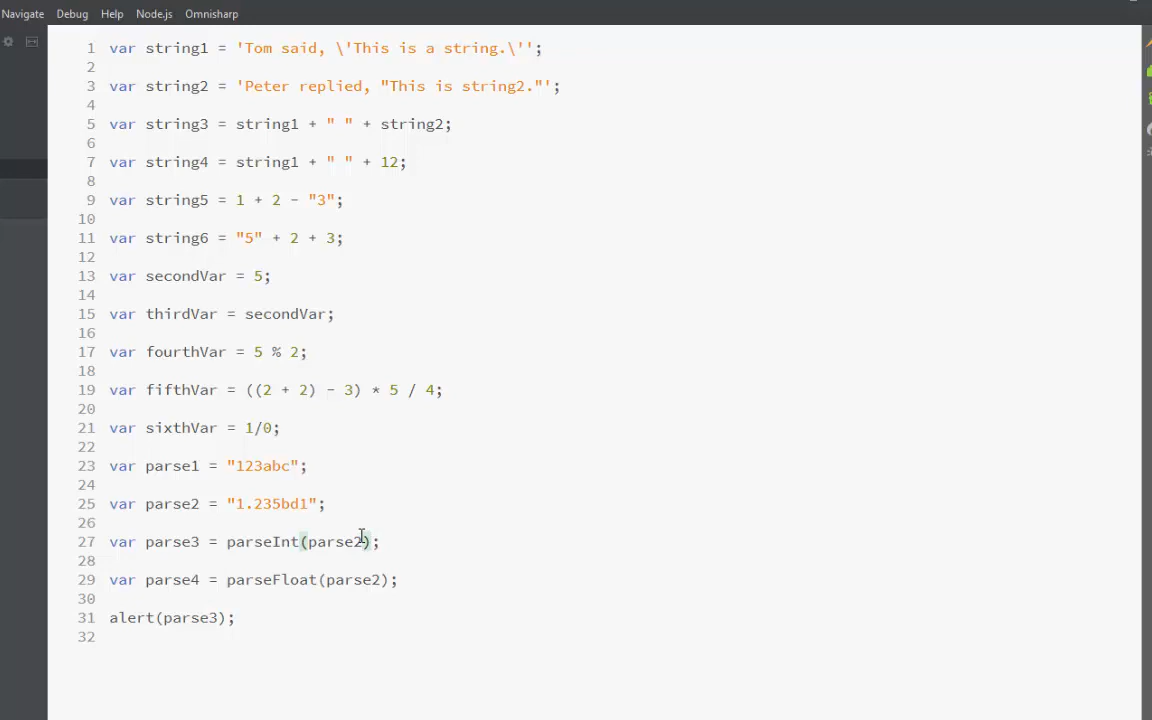 Navigate Debug Help Node.js Omnisharp
1 var string1 = 'Tom said, \'This is a string.\'';
2
3 var string2 = 'Peter replied, "This is string2."';
4
5 var string3 = string1 + " " + string2;
6
7 var string4 = string1 + " " + 12;
8
9 var string5 = 1 + 2 - "3";
10
11 var string6 = "5" + 2 + 3;
12
13 var secondVar = 5;
14
15 var thirdVar = secondVar;
16
17 var fourthVar = 5 % 2;
18
19 var fifthVar = ((2 + 2) - 3) * 5 / 4;
20
21 var sixthVar = 1/0;
22
23 var parse1 = "123abc";
24
25 var parse2 = "1.235bd1";
26
27 var parse3 = parseInt(parse2);
28
29 var parse4 = parseFloat(parse2);
30
31 alert(parse3);
32